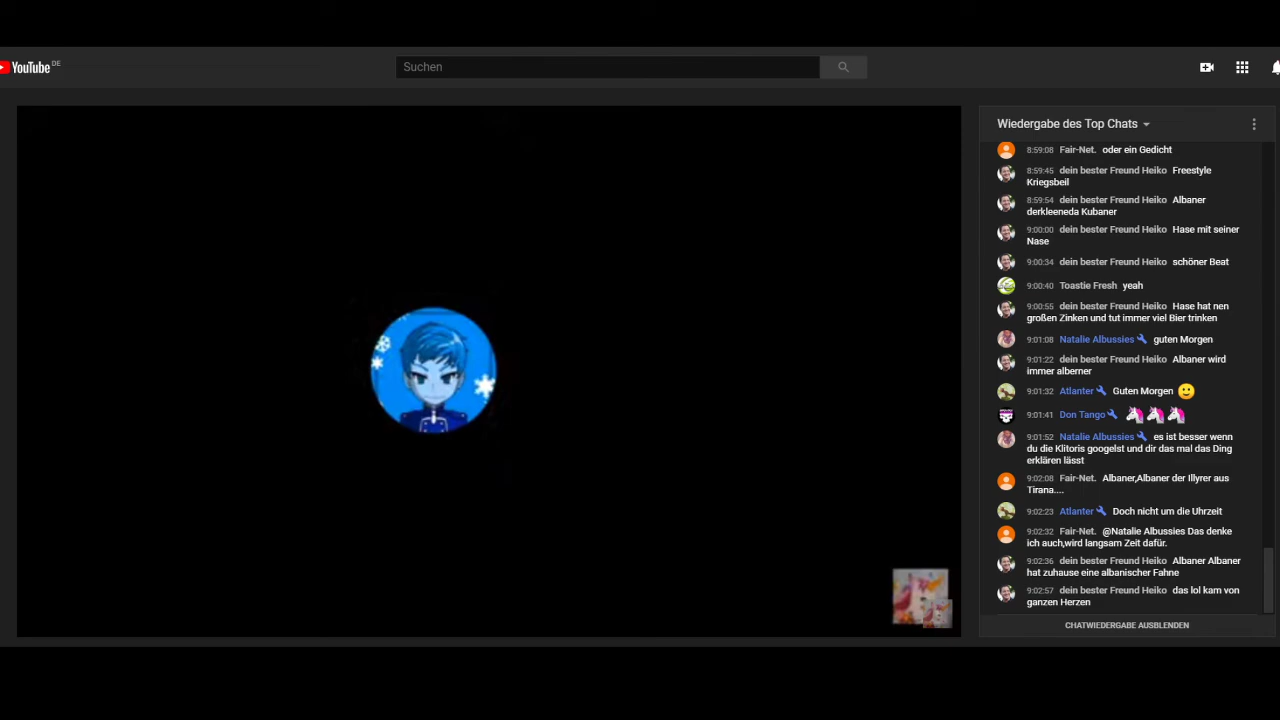 YouTube DE
Suchen
Wiedergabe des Top Chats
8:59:08 Fair-Net. oder ein Gedicht
8:59:45 dein bester Freund Heiko Freestyle
Kriegsbeil
8:59:54 dein bester Freund Heiko Albaner
derkleeneda Kubaner
9:00:00 dein bester Freund Heiko Hase mit seiner
Nase
9:00:34 dein bester Freund Heiko schöner Beat
9:00:40 Toastie Fresh yeah
9:00:55 dein bester Freund Heiko Hase hat nen
großen Zinken und tut immer viel Bier trinken
9:01:08 Natalie Albussies guten Morgen
9:01:22 dein bester Freund Heiko Albaner wird
immer alberner
9:01:32 Atlanter Guten Morgen
9:01:41 Don Tango
9:01:52 Natalie Albussies es ist besser wenn
du die Klitoris googelst und dir das mal das Ding
erklären lässt
9:02:08 Fair-Net. Albaner,Albaner der Illyrer aus
Tirana....
9:02:23 Atlanter Doch nicht um die Uhrzeit
9:02:32 Fair-Net. @Natalie Albussies Das denke
ich auch,wird langsam Zeit dafür.
9:02:36 dein bester Freund Heiko Albaner Albaner
hat zuhause eine albanischer Fahne
9:02:57 dein bester Freund Heiko das lol kam von
ganzen Herzen
CHATWIEDERGABE AUSBLENDEN